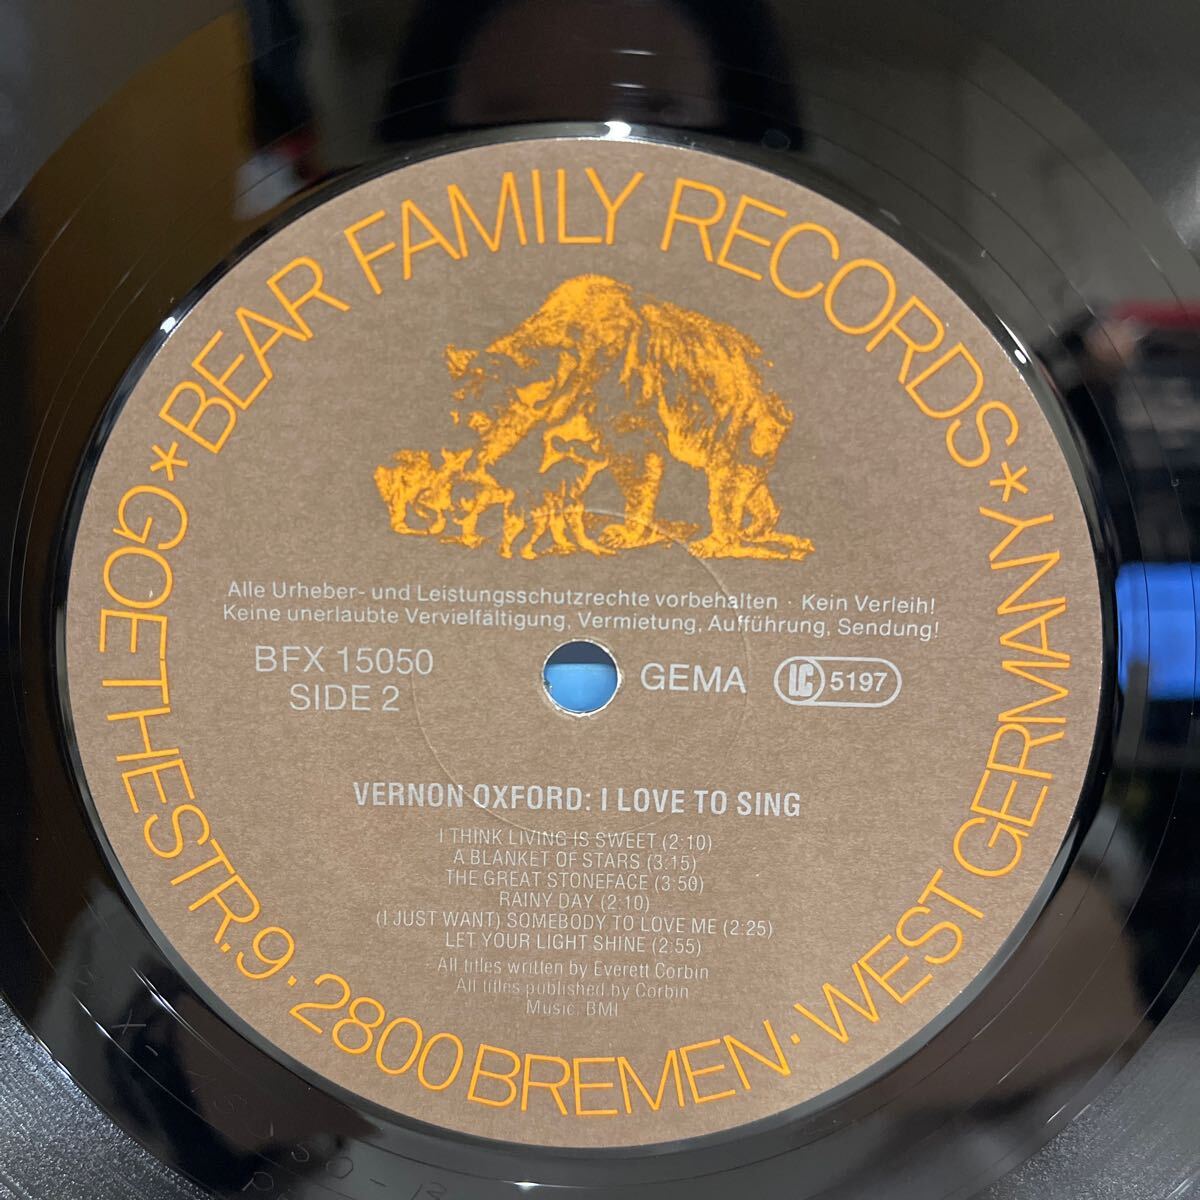 *BEAR FAMILY RECORDS*
GOETHESTR. 9 · 2800 BREMEN · WEST GERMANY
Alle Urheber- und Leistungsschutzrechte vorbehalten · Kein Verleih!
Keine unerlaubte Vervielfältigung, Vermietung, Aufführung, Sendung!
BFX 15050
SIDE 2
GEMA
LC 5197
VERNON OXFORD: I LOVE TO SING
I THINK LIVING IS SWEET (2:10)
A BLANKET OF STARS (3:15)
THE GREAT STONEFACE (3:50)
RAINY DAY (2:10)
(I JUST WANT) SOMEBODY TO LOVE ME (2:25)
LET YOUR LIGHT SHINE (2:55)
All titles written by Everett Corbin
All titles published by Corbin
Music, BMI